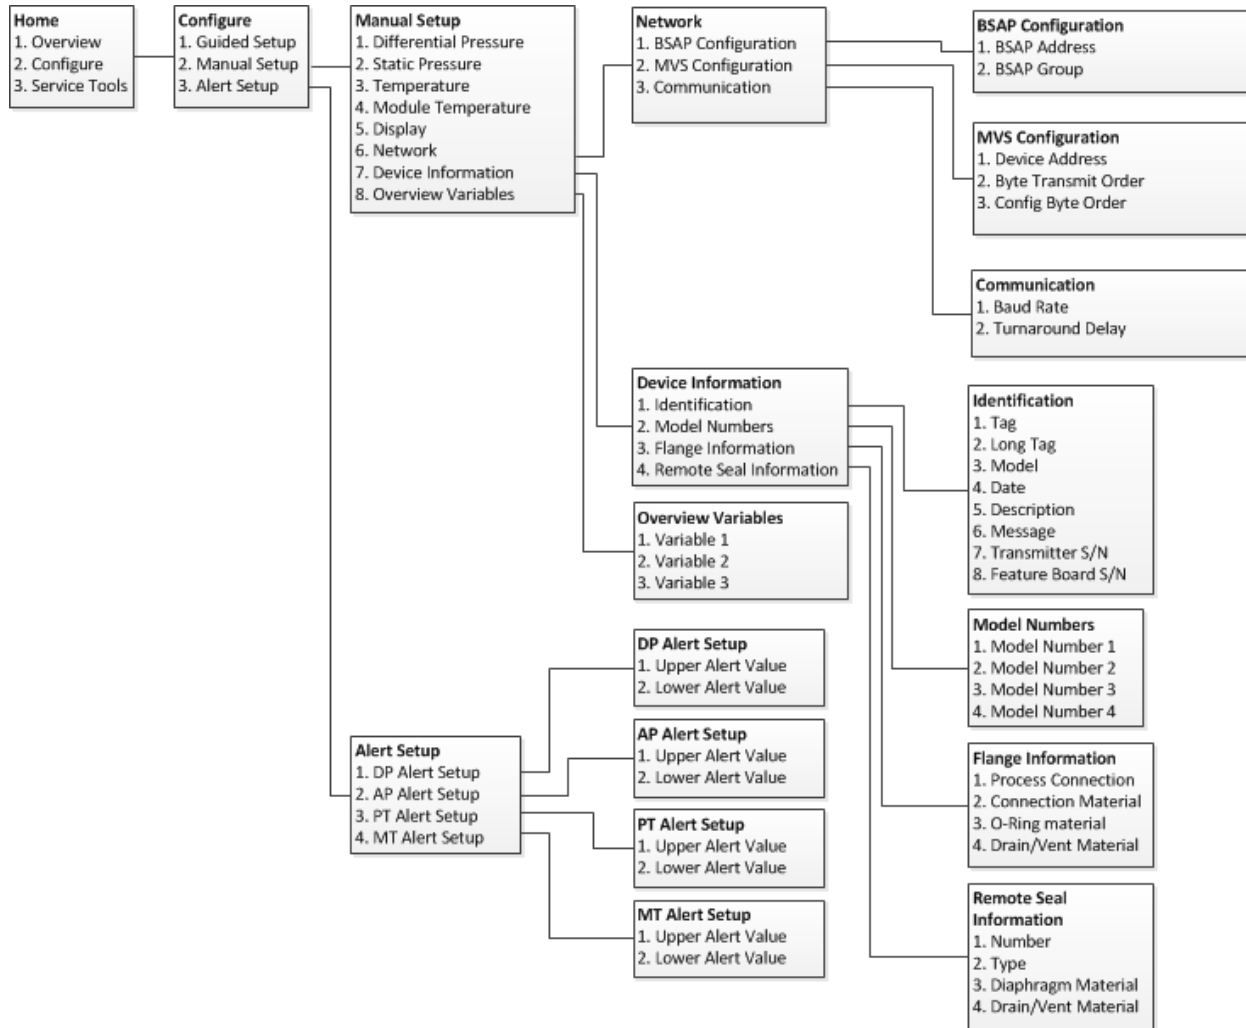 Home
1. Overview
2. Configure
3. Service Tools
Configure
1. Guided Setup
2. Manual Setup
3. Alert Setup
Manual Setup
1. Differential Pressure
2. Static Pressure
3. Temperature
4. Module Temperature
5. Display
6. Network
7. Device Information
8. Overview Variables
Network
1. BSAP Configuration
2. MVS Configuration
3. Communication
BSAP Configuration
1. BSAP Address
2. BSAP Group
MVS Configuration
1. Device Address
2. Byte Transmit Order
3. Config Byte Order
Communication
1. Baud Rate
2. Turnaround Delay
Device Information
1. Identification
2. Model Numbers
3. Flange Information
4. Remote Seal Information
Identification
1. Tag
2. Long Tag
3. Model
4. Date
5. Description
6. Message
7. Transmitter S/N
8. Feature Board S/N
Overview Variables
1. Variable 1
2. Variable 2
3. Variable 3
Model Numbers
1. Model Number 1
2. Model Number 2
3. Model Number 3
4. Model Number 4
Alert Setup
1. DP Alert Setup
2. AP Alert Setup
3. PT Alert Setup
4. MT Alert Setup
DP Alert Setup
1. Upper Alert Value
2. Lower Alert Value
AP Alert Setup
1. Upper Alert Value
2. Lower Alert Value
PT Alert Setup
1. Upper Alert Value
2. Lower Alert Value
MT Alert Setup
1. Upper Alert Value
2. Lower Alert Value
Flange Information
1. Process Connection
2. Connection Material
3. O-Ring material
4. Drain/Vent Material
Remote Seal
Information
1. Number
2. Type
3. Diaphragm Material
4. Drain/Vent Material